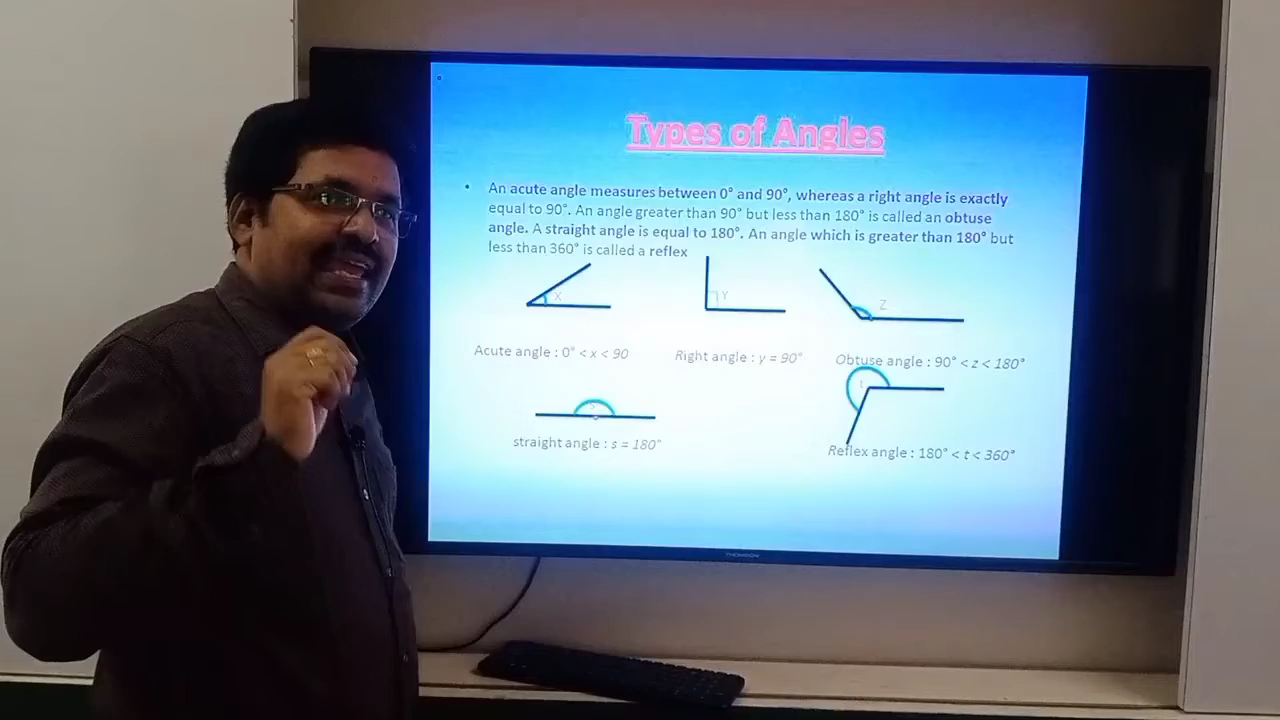 Types of Angles
• An acute angle measures between 0° and 90°, whereas a right angle is exactly
equal to 90°. An angle greater than 90° but less than 180° is called an obtuse
angle. A straight angle is equal to 180°. An angle which is greater than 180° but
less than 360° is called a reflex
X
Y
Z
Acute angle : 0° < x < 90
Right angle : y = 90°
Obtuse angle : 90° < z < 180°
s
t
straight angle : s = 180°
Reflex angle : 180° < t < 360°
THOMSON